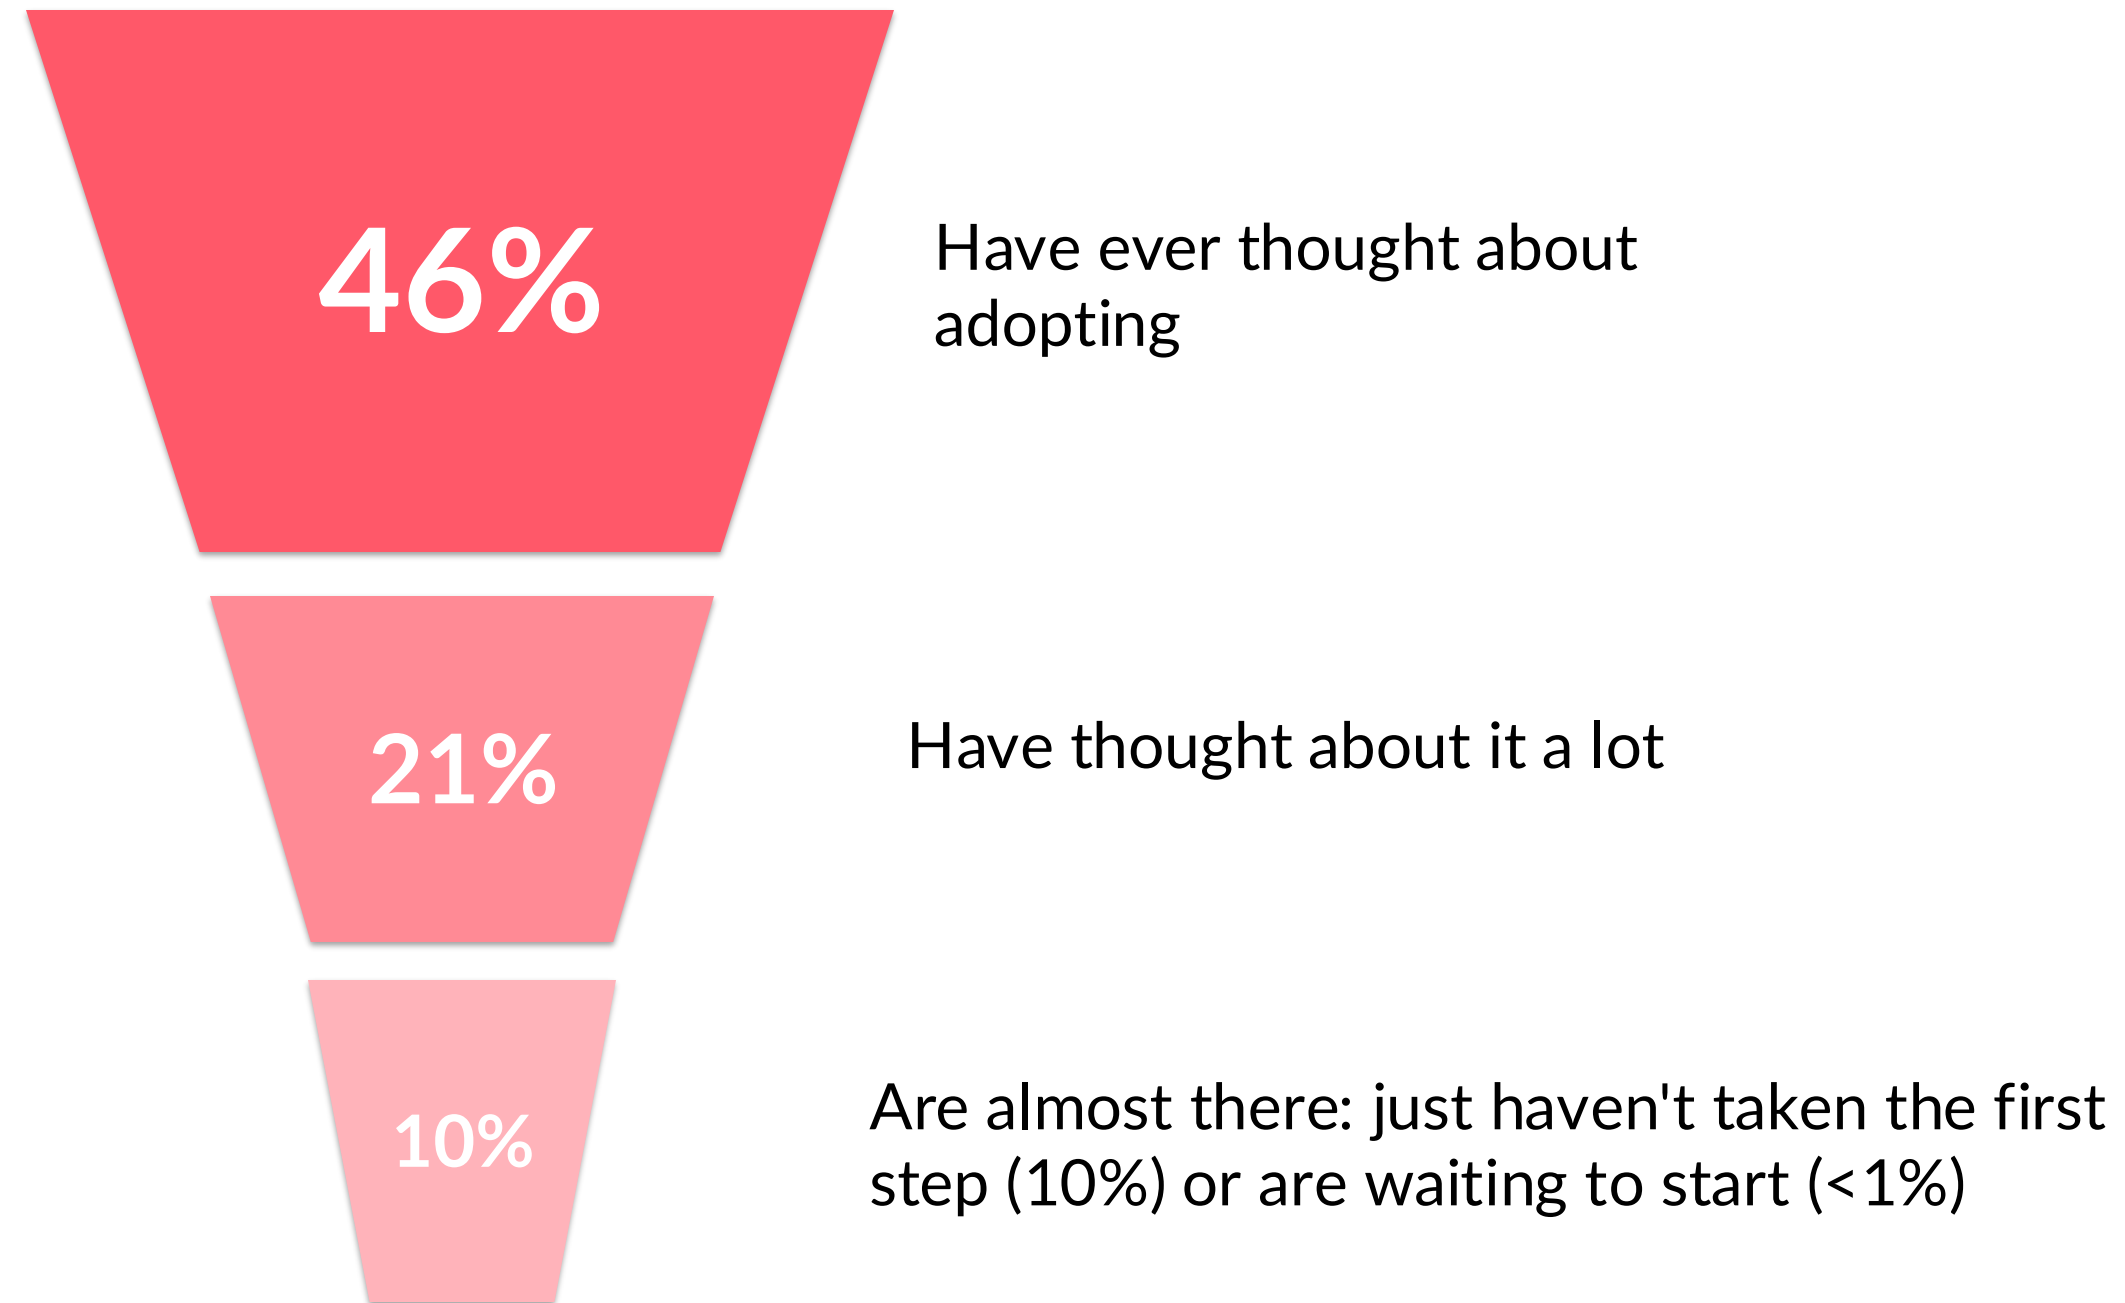 46%
Have ever thought about
adopting
21%
Have thought about it a lot
10%
Are almost there: just haven't taken the first
step (10%) or are waiting to start (<1%)